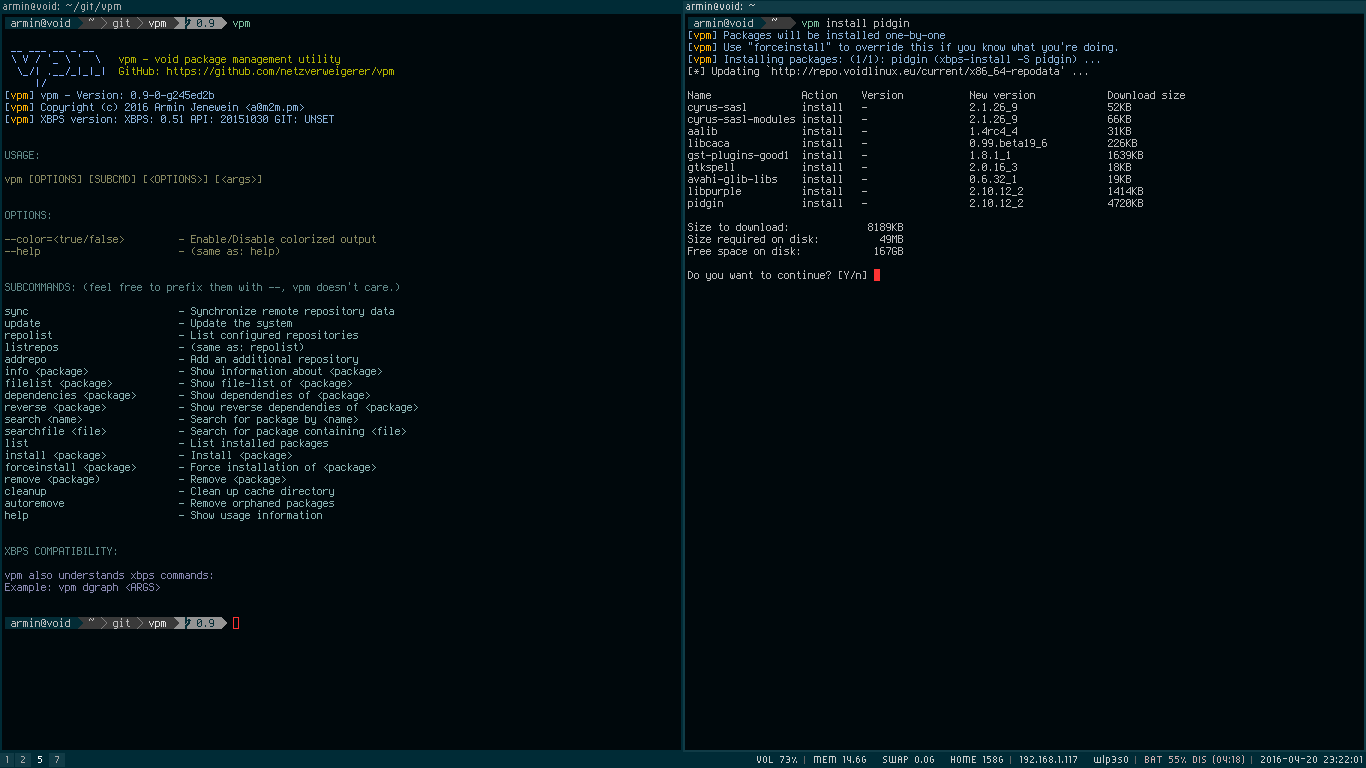 armin@void: ~/git/vpm
armin@void ~ git vpm 0.9 vpm
vpm - void package management utility
GitHub: https://github.com/netzverweigerer/vpm
[vpm] vpm - Version: 0.9-0-g245ed2b
[vpm] Copyright (c) 2016 Armin Jenewein <a@m2m.pm>
[vpm] XBPS version: XBPS: 0.51 API: 20151030 GIT: UNSET
USAGE:
vpm [OPTIONS] [SUBCMD] [<OPTIONS>] [<args>]
OPTIONS:
--color=<true/false> - Enable/Disable colorized output
--help - (same as: help)
SUBCOMMANDS: (feel free to prefix them with --, vpm doesn't care.)
sync - Synchronize remote repository data
update - Update the system
repolist - List configured repositories
listrepos - (same as: repolist)
addrepo - Add an additional repository
info <package> - Show information about <package>
filelist <package> - Show file-list of <package>
dependencies <package> - Show dependendies of <package>
reverse <package> - Show reverse dependendies of <package>
search <name> - Search for package by <name>
searchfile <file> - Search for package containing <file>
list - List installed packages
install <package> - Install <package>
forceinstall <package> - Force installation of <package>
remove <package) - Remove <package>
cleanup - Clean up cache directory
autoremove - Remove orphaned packages
help - Show usage information
XBPS COMPATIBILITY:
vpm also understands xbps commands:
Example: vpm dgraph <ARGS>
armin@void ~ git vpm 0.9
armin@void: ~
armin@void ~ vpm install pidgin
[vpm] Packages will be installed one-by-one
[vpm] Use "forceinstall" to override this if you know what you're doing.
[vpm] Installing packages: (1/1): pidgin (xbps-install -S pidgin) ...
[*] Updating `http://repo.voidlinux.eu/current/x86_64-repodata' ...
Name Action Version New version Download size
cyrus-sasl install - 2.1.26_9 52KB
cyrus-sasl-modules install - 2.1.26_9 66KB
aalib install - 1.4rc4_4 31KB
libcaca install - 0.99.beta19_6 226KB
gst-plugins-good1 install - 1.8.1_1 1639KB
gtkspell install - 2.0.16_3 18KB
avahi-glib-libs install - 0.6.32_1 19KB
libpurple install - 2.10.12_2 1414KB
pidgin install - 2.10.12_2 4720KB
Size to download: 8189KB
Size required on disk: 49MB
Free space on disk: 167GB
Do you want to continue? [Y/n]
1 2 5 7 VOL 73% | MEM 14.66 SWAP 0.06 HOME 1586 | 192.168.1.117 wlp3s0 | BAT 55% DIS (04:18) | 2016-04-20 23:22:01